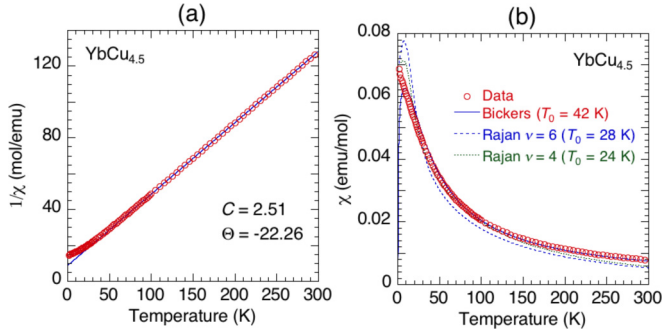 (a)
YbCu4.5
120
80
40
0
0 50 100 150 200 250 300
1/χ (mol/emu)
Temperature (K)
C = 2.51
Θ = -22.26
(b)
YbCu4.5
0.08
0.06
0.04
0.02
0
0 50 100 150 200 250 300
χ (emu/mol)
Temperature (K)
Data
Bickers (T0 = 42 K)
Rajan ν = 6 (T0 = 28 K)
Rajan ν = 4 (T0 = 24 K)